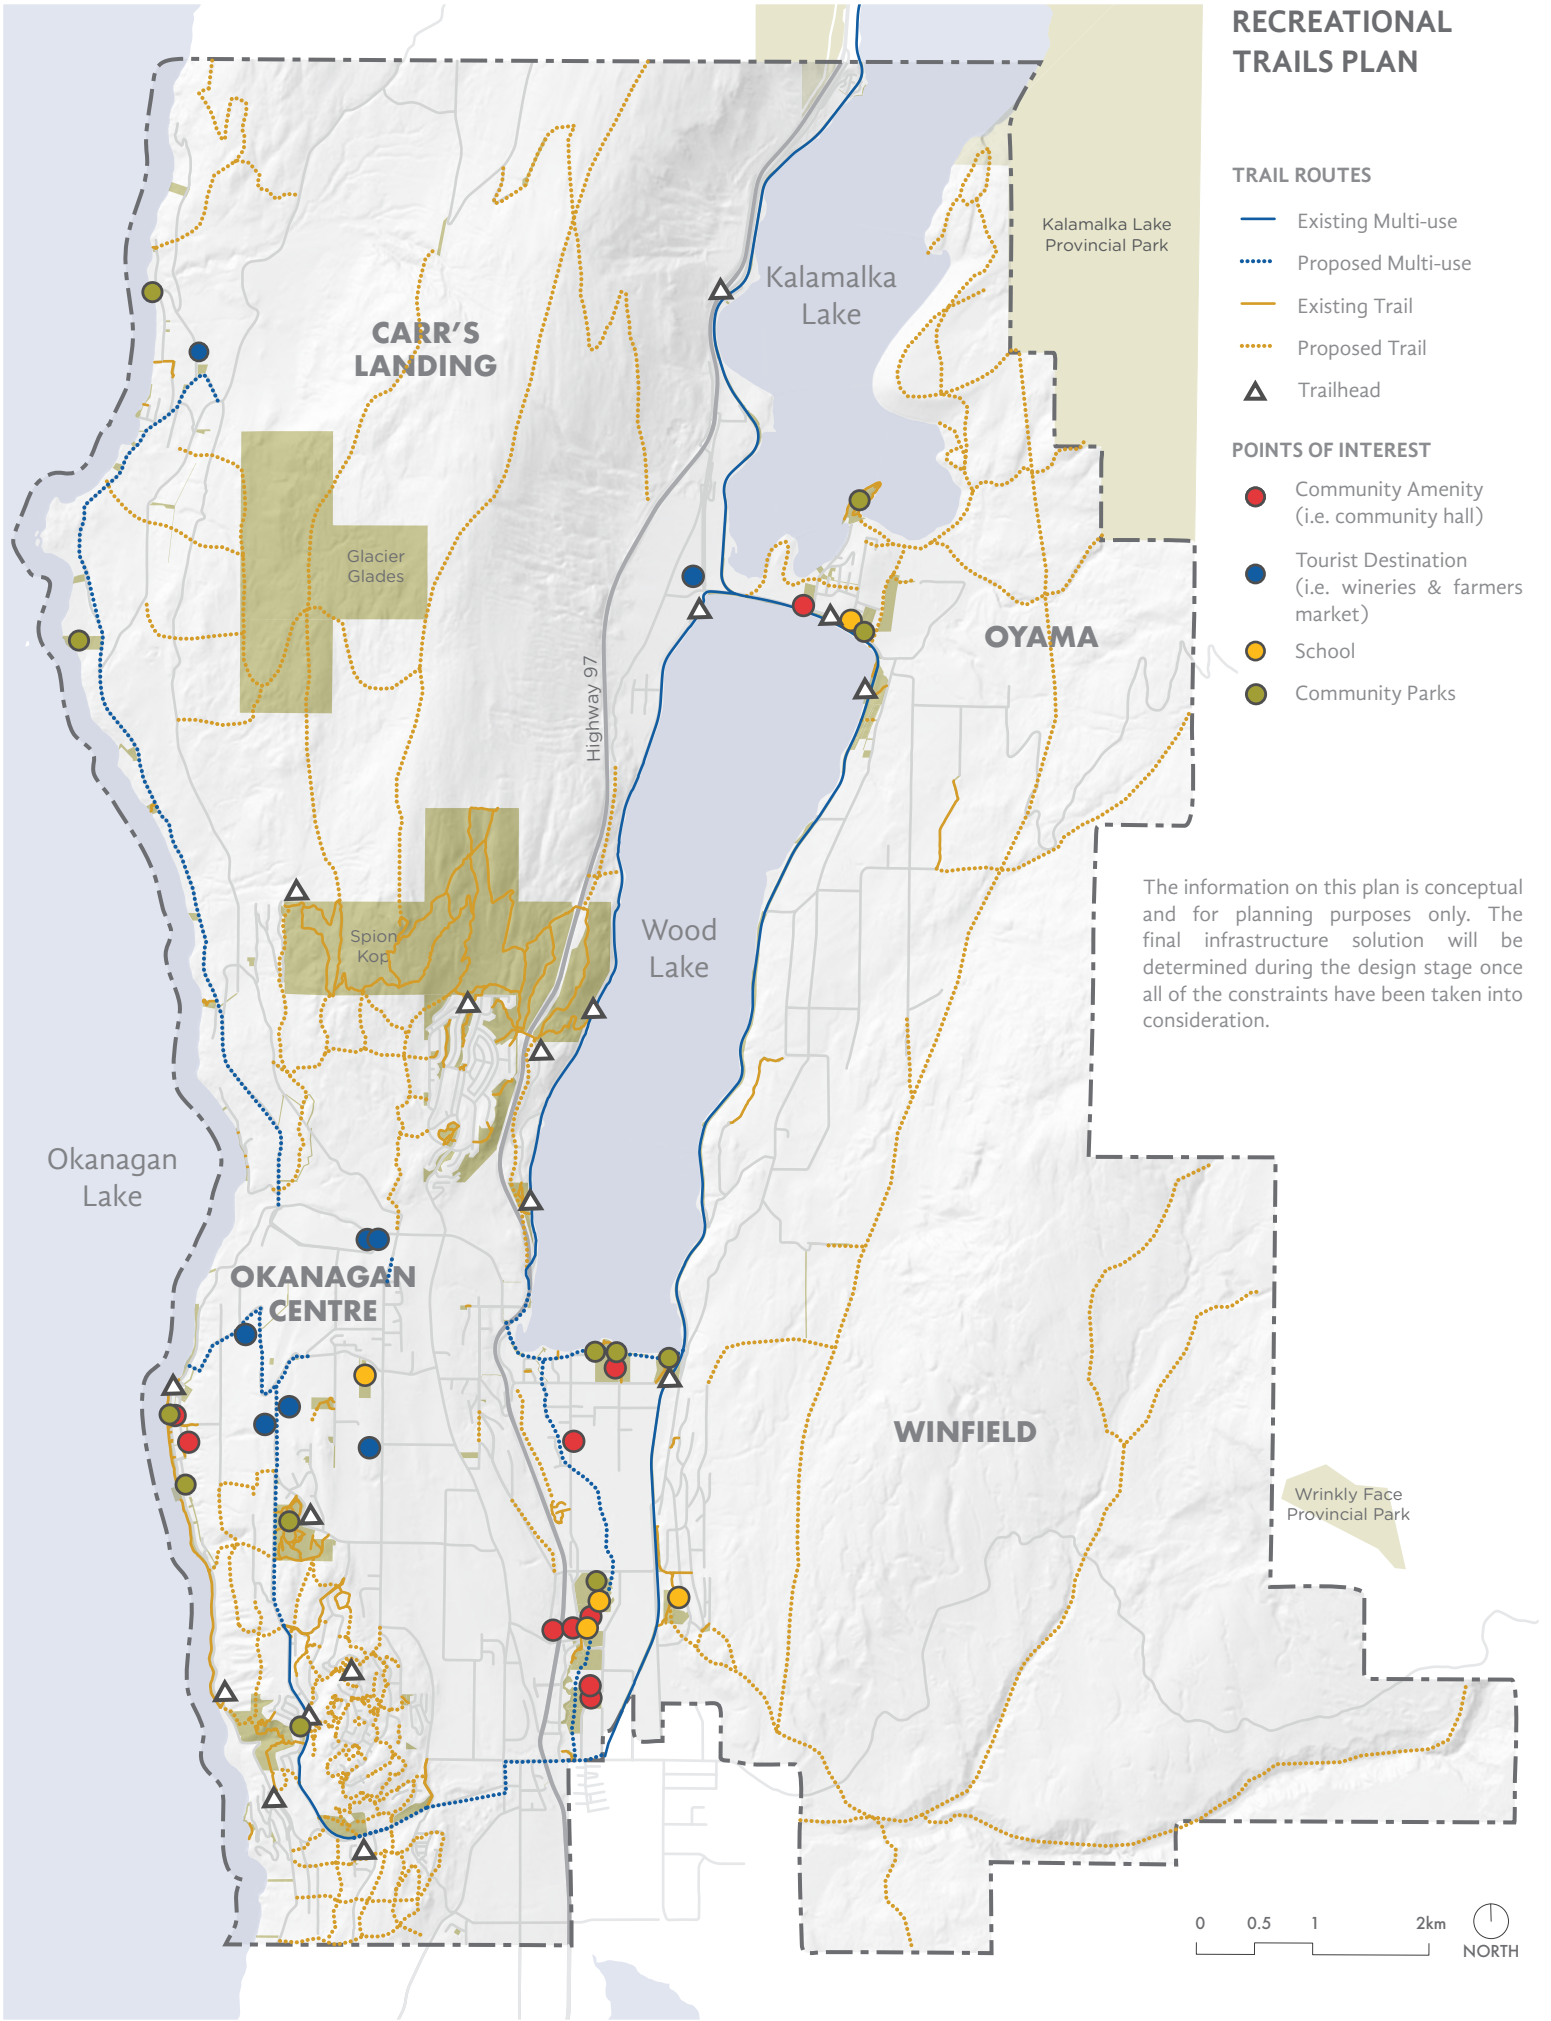 RECREATIONAL
TRAILS PLAN
TRAIL ROUTES
Existing Multi-use
Proposed Multi-use
Existing Trail
Proposed Trail
Trailhead
POINTS OF INTEREST
Community Amenity
(i.e. community hall)
Tourist Destination
(i.e. wineries & farmers
market)
School
Community Parks
The information on this plan is conceptual
and for planning purposes only. The
final infrastructure solution will be
determined during the design stage once
all of the constraints have been taken into
consideration.
Kalamalka Lake
Provincial Park
Kalamalka
Lake
CARR'S
LANDING
Glacier
Glades
OYAMA
Highway 97
Spion
Kop
Wood
Lake
Okanagan
Lake
OKANAGAN
CENTRE
WINFIELD
Wrinkly Face
Provincial Park
0 0.5 1 2km
NORTH